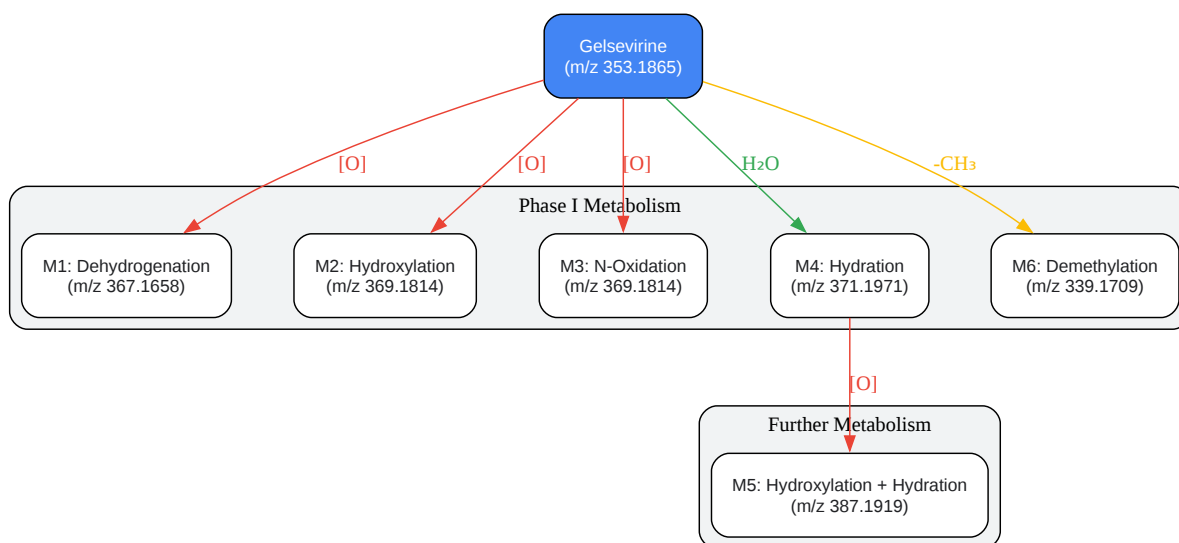 Gelsevirine
(m/z 353.1865)
[O]
[O]
[O]
H₂O
-CH₃
Phase I Metabolism
M1: Dehydrogenation
(m/z 367.1658)
M2: Hydroxylation
(m/z 369.1814)
M3: N-Oxidation
(m/z 369.1814)
M4: Hydration
(m/z 371.1971)
M6: Demethylation
(m/z 339.1709)
[O]
Further Metabolism
M5: Hydroxylation + Hydration
(m/z 387.1919)